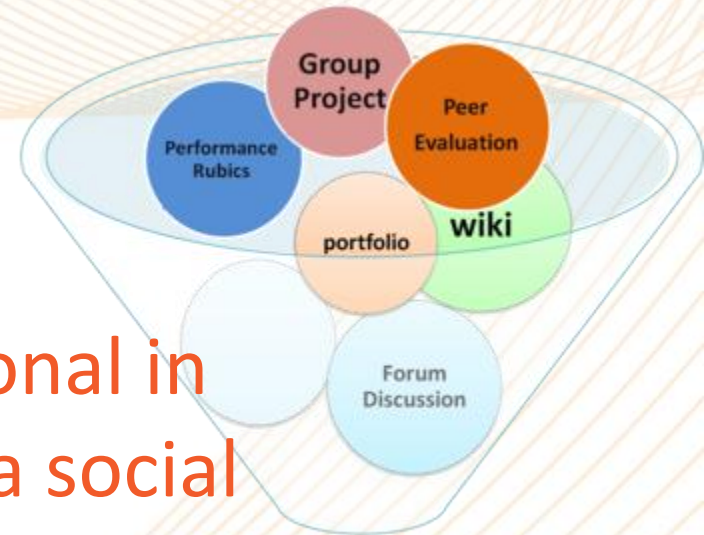 Group
Project
Peer
Evaluation
Performance
Rubics
wiki
portfolio
onal in
Forum
Discussion
a social